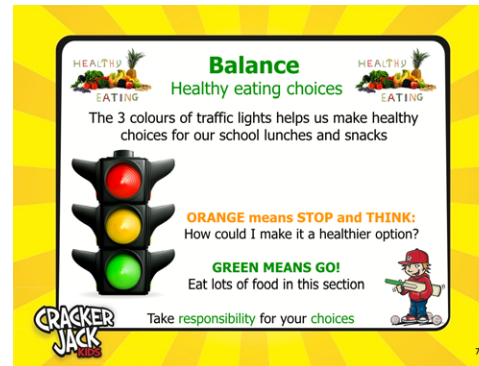 HEALTHY
EATING
Balance
Healthy eating choices
HEALTHY
EATING
The 3 colours of traffic lights helps us make healthy
choices for our school lunches and snacks
ORANGE means STOP and THINK:
How could I make it a healthier option?
GREEN MEANS GO!
Eat lots of food in this section
Take responsibility for your choices
CRACKER
JACK
KIDS
7